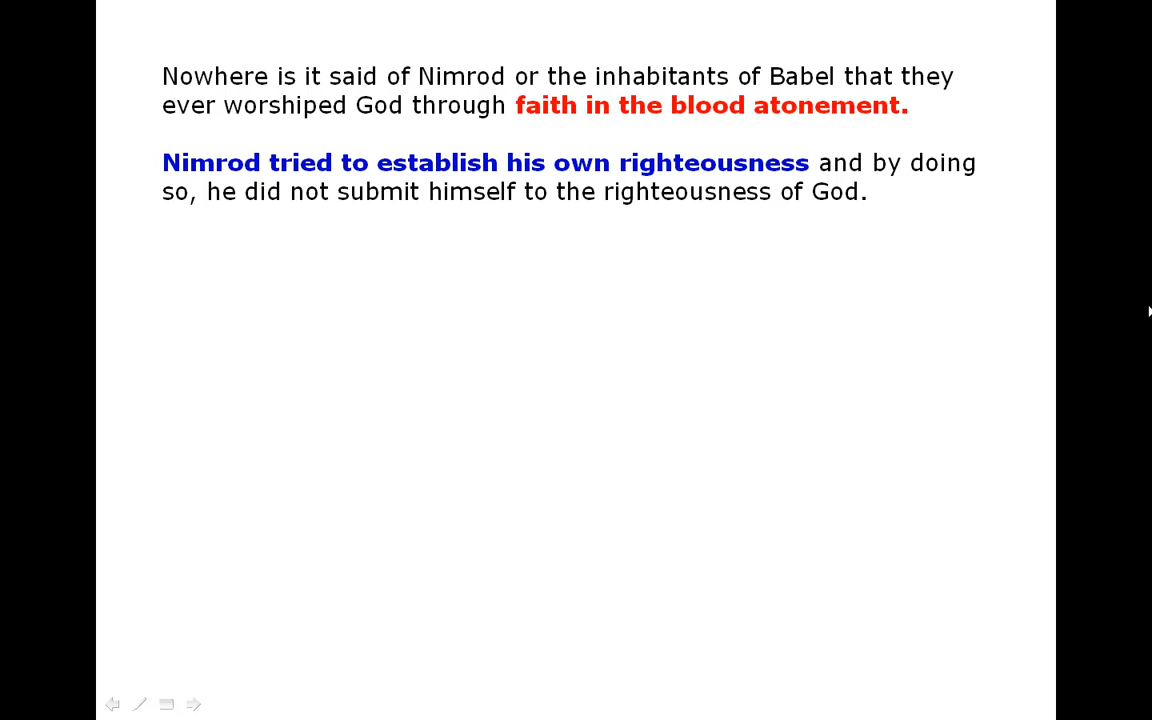 Nowhere is it said of Nimrod or the inhabitants of Babel that they
ever worshiped God through faith in the blood atonement.
Nimrod tried to establish his own righteousness and by doing
so, he did not submit himself to the righteousness of God.